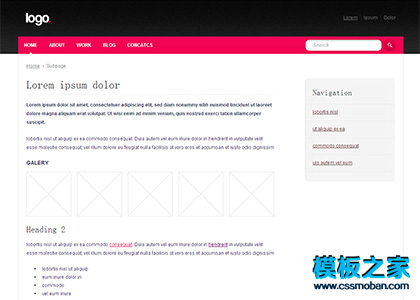 logo.
Lorem Ipsum Dolor
HOME ABOUT WORK BLOG CONCATCS
Search
Home > Subpage
Lorem ipsum dolor
Lorem ipsum dolor sit amet, consectetuer adipiscing elit, sed diam nonummy nibh euismod tincidunt ut laoreet
dolore magna aliquam erat volutpat. Ut wisi enim ad minim veniam, quis nostrud exerci tation ullamcorper
suscipit.
lobortis nisl ut aliquip ex ea commodo consequat. Duis autem vel eum iriure dolor in hendrerit in vulputate velit
esse molestie consequat, vel illum dolore eu feugiat nulla facilisis at vero eros et accumsan et iusto odio dignissim
GALERY
Heading 2
lobortis nisl ut aliquip ex ea commodo consequat. Duis autem vel eum iriure dolor in hendrerit in vulputate velit
esse molestie consequat, vel illum dolore eu feugiat nulla facilisis at vero eros et accumsan et iusto odio dignissim
lobortis nisl ut aliquip
eum iriure dolor in
commodo
vel eum iriure
Navigation
lobortis nisl
ut aliquip ex ea
commodo consequat
uis autem vel eum
模板之家
www.cssmoban.com